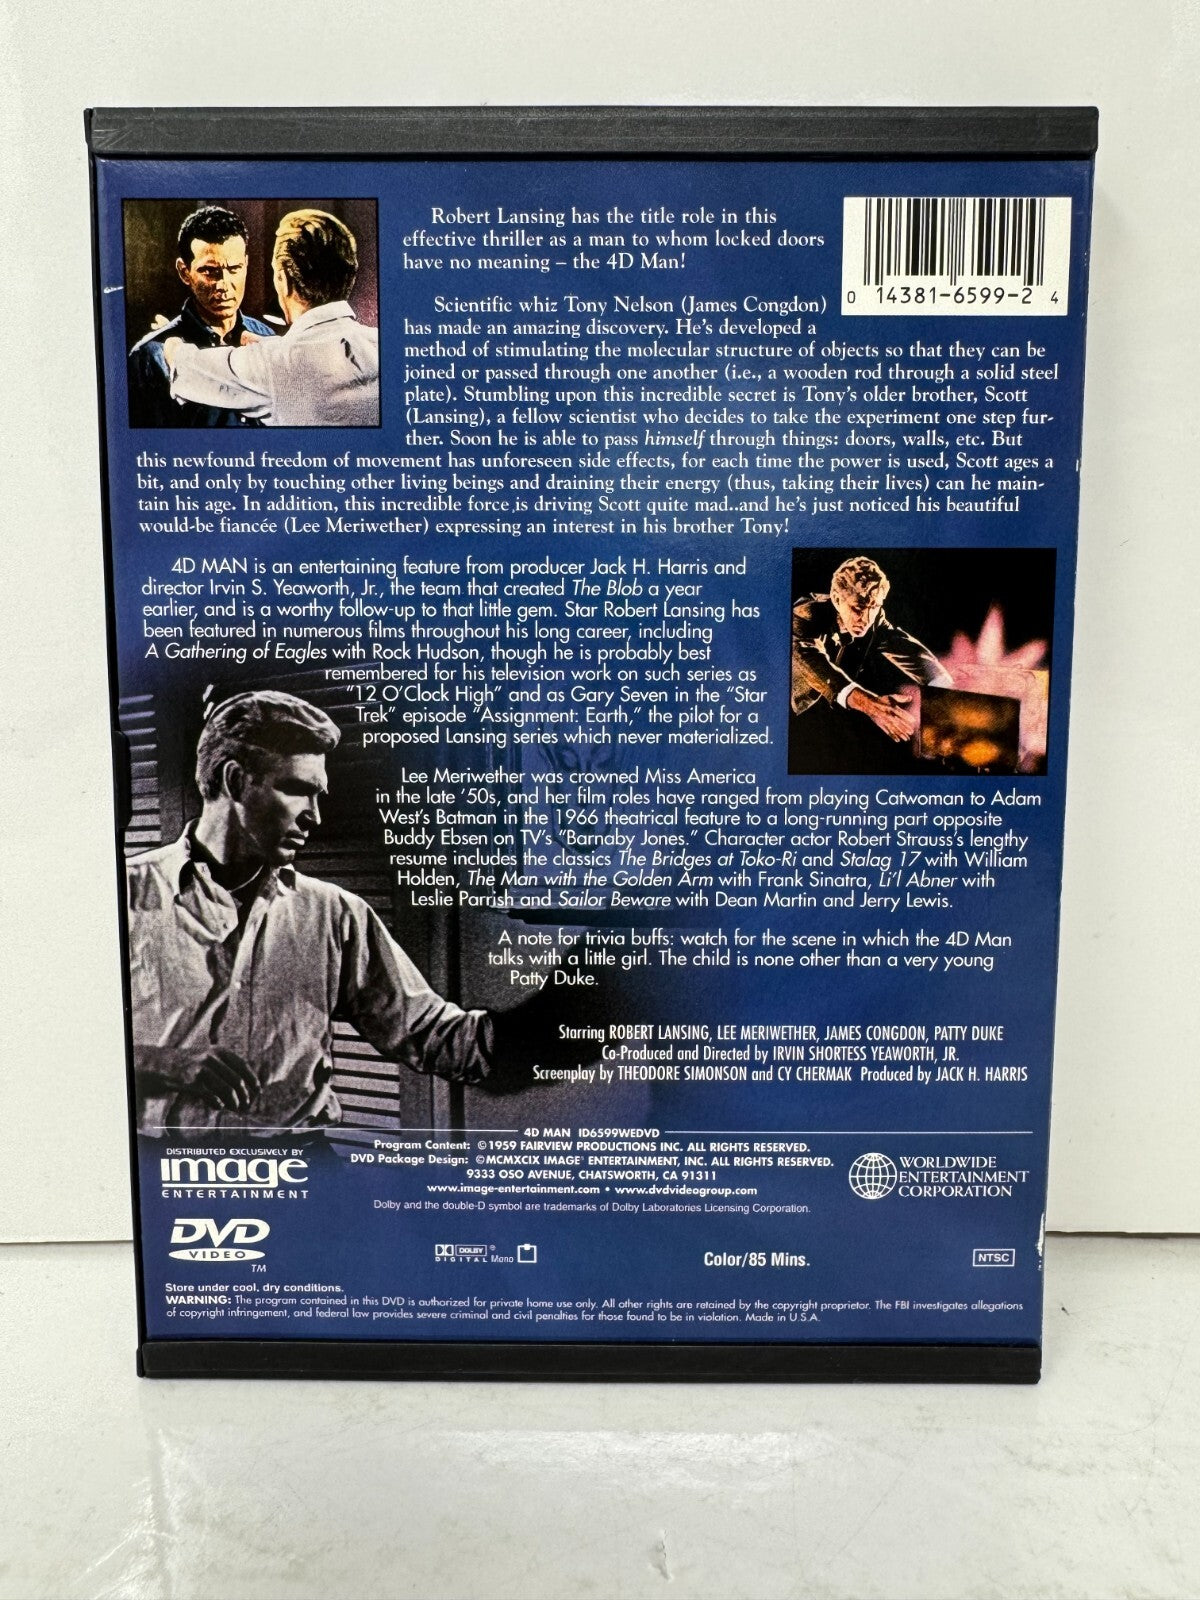 Robert Lansing has the title role in this
effective thriller as a man to whom locked doors
have no meaning – the 4D Man!
0 14381-6599-2 4
Scientific whiz Tony Nelson (James Congdon)
has made an amazing discovery. He's developed a
method of stimulating the molecular structure of objects so that they can be
joined or passed through one another (i.e., a wooden rod through a solid steel
plate). Stumbling upon this incredible secret is Tony's older brother, Scott
(Lansing), a fellow scientist who decides to take the experiment one step fur-
ther. Soon he is able to pass himself through things: doors, walls, etc. But
this newfound freedom of movement has unforeseen side effects, for each time the power is used, Scott ages a
bit, and only by touching other living beings and draining their energy (thus, taking their lives) can he main-
tain his age. In addition, this incredible force is driving Scott quite mad..and he's just noticed his beautiful
would-be fiancée (Lee Meriwether) expressing an interest in his brother Tony!
4D MAN is an entertaining feature from producer Jack H. Harris and
director Irvin S. Yeaworth, Jr., the team that created The Blob a year
earlier, and is a worthy follow-up to that little gem. Star Robert Lansing has
been featured in numerous films throughout his long career, including
A Gathering of Eagles with Rock Hudson, though he is probably best
remembered for his television work on such series as
"12 O'Clock High" and as Gary Seven in the "Star
Trek" episode "Assignment: Earth," the pilot for a
proposed Lansing series which never materialized.
Lee Meriwether was crowned Miss America
in the late '50s, and her film roles have ranged from playing Catwoman to Adam
West's Batman in the 1966 theatrical feature to a long-running part opposite
Buddy Ebsen on TV's "Barnaby Jones." Character actor Robert Strauss's lengthy
resume includes the classics The Bridges at Toko-Ri and Stalag 17 with William
Holden, The Man with the Golden Arm with Frank Sinatra, Li'l Abner with
Leslie Parrish and Sailor Beware with Dean Martin and Jerry Lewis.
A note for trivia buffs: watch for the scene in which the 4D Man
talks with a little girl. The child is none other than a very young
Patty Duke.
Starring ROBERT LANSING, LEE MERIWETHER, JAMES CONGDON, PATTY DUKE
Co-Produced and Directed by IRVIN SHORTESS YEAWORTH, JR.
Screenplay by THEODORE SIMONSON and CY CHERMAK Produced by JACK H. HARRIS
4D MAN ID6599WEDVD
DISTRIBUTED EXCLUSIVELY BY
image
ENTERTAINMENT
Program Content: ©1959 FAIRVIEW PRODUCTIONS INC. ALL RIGHTS RESERVED.
DVD Package Design: ©MCMXCIX IMAGE ENTERTAINMENT, INC. ALL RIGHTS RESERVED.
9333 OSO AVENUE, CHATSWORTH, CA 91311
www.image-entertainment.com • www.dvdvideogroup.com
Dolby and the double-D symbol are trademarks of Dolby Laboratories Licensing Corporation.
WORLDWIDE
ENTERTAINMENT
CORPORATION
DVD
VIDEO
TM
DOLBY ®
DIGITAL Mono
Color/85 Mins.
NTSC
Store under cool, dry conditions.
WARNING: The program contained in this DVD is authorized for private home use only. All other rights are retained by the copyright proprietor. The FBI investigates allegations
of copyright infringement, and federal law provides severe criminal and civil penalties for those found to be in violation. Made in U.S.A.